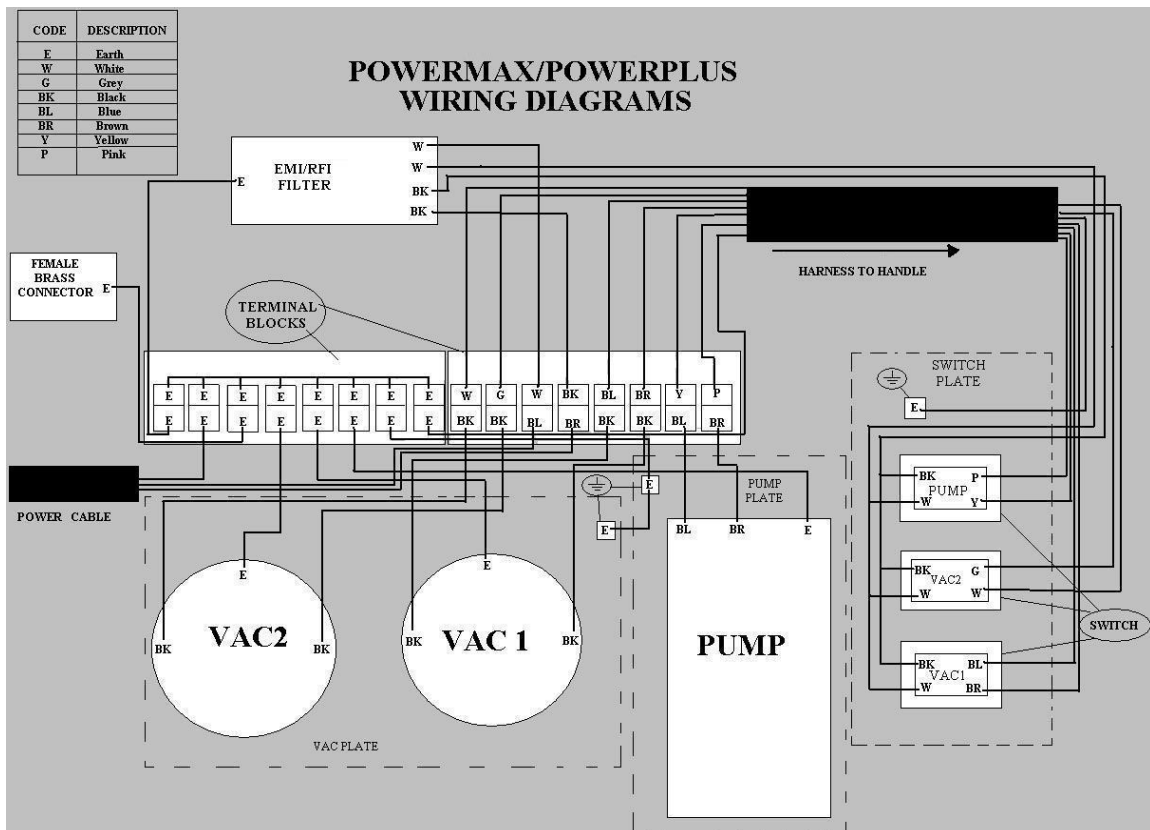 CODE DESCRIPTION
E Earth
W White
G Grey
BK Black
BL Blue
BR Brown
Y Yellow
P Pink
POWERMAX/POWERPLUS
WIRING DIAGRAMS
EMI/RFI
FILTER
E
W
W
BK
BK
FEMALE
BRASS
CONNECTOR E
HARNESS TO HANDLE
TERMINAL
BLOCKS
E E E E E E E E W G W BK BL BR Y P
E E E E E E E E BK BK BL BR BK BK BL BR
POWER CABLE
SWITCH
PLATE
E
BK P
PUMP
W Y
BK G
VAC2
W W
BK BL
VAC1
W BR
SWITCH
PUMP
PLATE
E
E
BL BR E
PUMP
E
VAC2
BK BK
E
VAC 1
BK BK
VAC PLATE